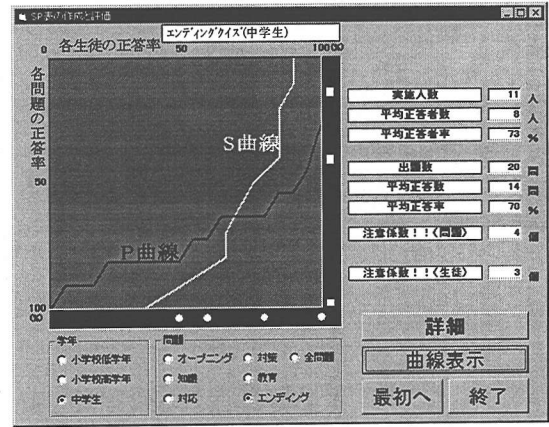 SP表の作成と評価
エンディングクイズ(中学生)
各生徒の正答率
0 50 100%
各問題の正答率
50
100
%
S曲線
P曲線
実施人数 11 人
平均正答者数 8 人
平均正答者率 73 %
出題数 20 問
平均正答数 14 問
平均正答率 70 %
注意係数!!<問題> 4 個
注意係数!!<生徒> 3 個
学年
小学校低学年
小学校高学年
中学生
問題
オープニング 対策 全問題
知識 教育
対応 エンディング
詳細
曲線表示
最初へ 終了